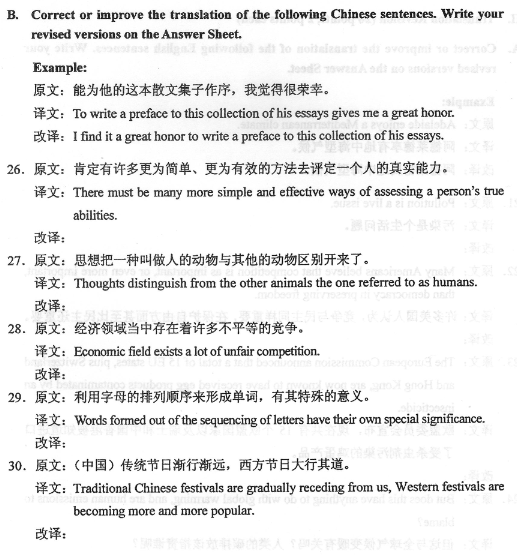 B. Correct or improve the translation of the following Chinese sentences. Write your
revised versions on the Answer Sheet.
Example:
原文：能为他的这本散文集子作序，我觉得很荣幸。
译文：To write a preface to this collection of his essays gives me a great honor.
改译：I find it a great honor to write a preface to this collection of his essays.
26. 原文：肯定有许多更为简单、更为有效的方法去评定一个人的真实能力。
译文：There must be many more simple and effective ways of assessing a person's true
abilities.
改译：
27. 原文：思想把一种叫做人的动物与其他的动物区别开来了。
译文：Thoughts distinguish from the other animals the one referred to as humans.
改译：
28. 原文：经济领域当中存在着许多不平等的竞争。
译文：Economic field exists a lot of unfair competition.
改译：
29. 原文：利用字母的排列顺序来形成单词，有其特殊的意义。
译文：Words formed out of the sequencing of letters have their own special significance.
改译：
30. 原文：（中国）传统节日渐行渐远，西方节日大行其道。
译文：Traditional Chinese festivals are gradually receding from us, Western festivals are
becoming more and more popular.
改译：